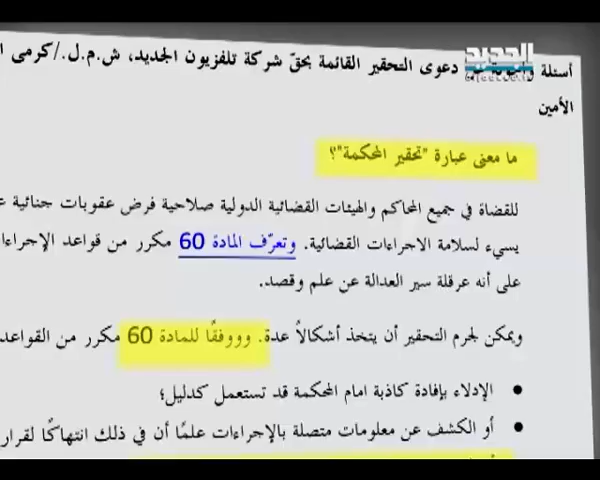 الجديد
أسئلة وأجوبة دعوى التحقير القائمة بحقّ شركة تلفزيون الجديد، ش.م.ل./كرمى
الأمين
ما معنى عبارة "تحقير المحكمة"؟
للقضاة في جميع المحاكم والهيئات القضائية الدولية صلاحية فرض عقوبات جنائية
يسيء لسلامة الاجراءات القضائية. وتعرّف المادة 60 مكرر من قواعد الإجراءات
على أنه عرقلة سير العدالة عن علم وقصد.
ويمكن لجرم التحقير أن يتخذ أشكالاً عدة. وووفقًا للمادة 60 مكرر من القواعد
● الإدلاء بإفادة كاذبة امام المحكمة قد تستعمل كدليل؛
● أو الكشف عن معلومات متصلة بالإجراءات علمًا أن في ذلك انتهاكًا لقرار